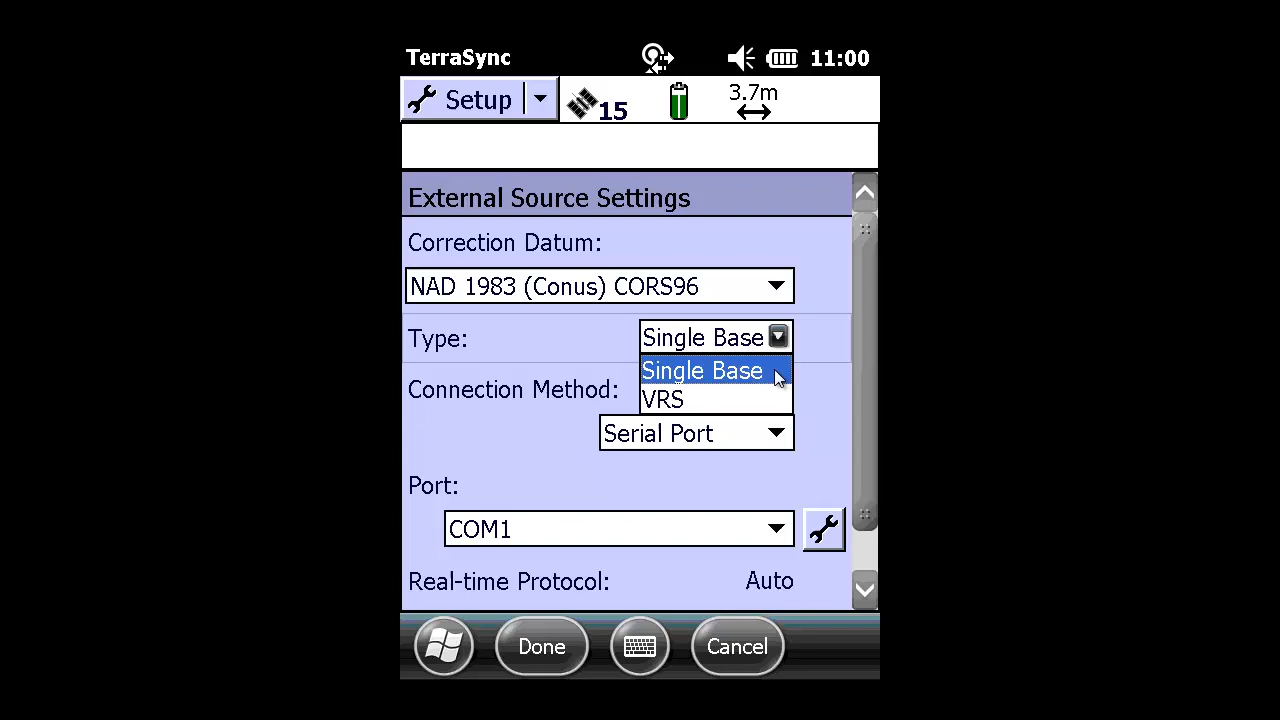 TerraSync 11:00
Setup 15 3.7m
External Source Settings
Correction Datum:
NAD 1983 (Conus) CORS96
Type: Single Base
Single Base
VRS
Connection Method:
Serial Port
Port:
COM1
Real-time Protocol: Auto
Done Cancel